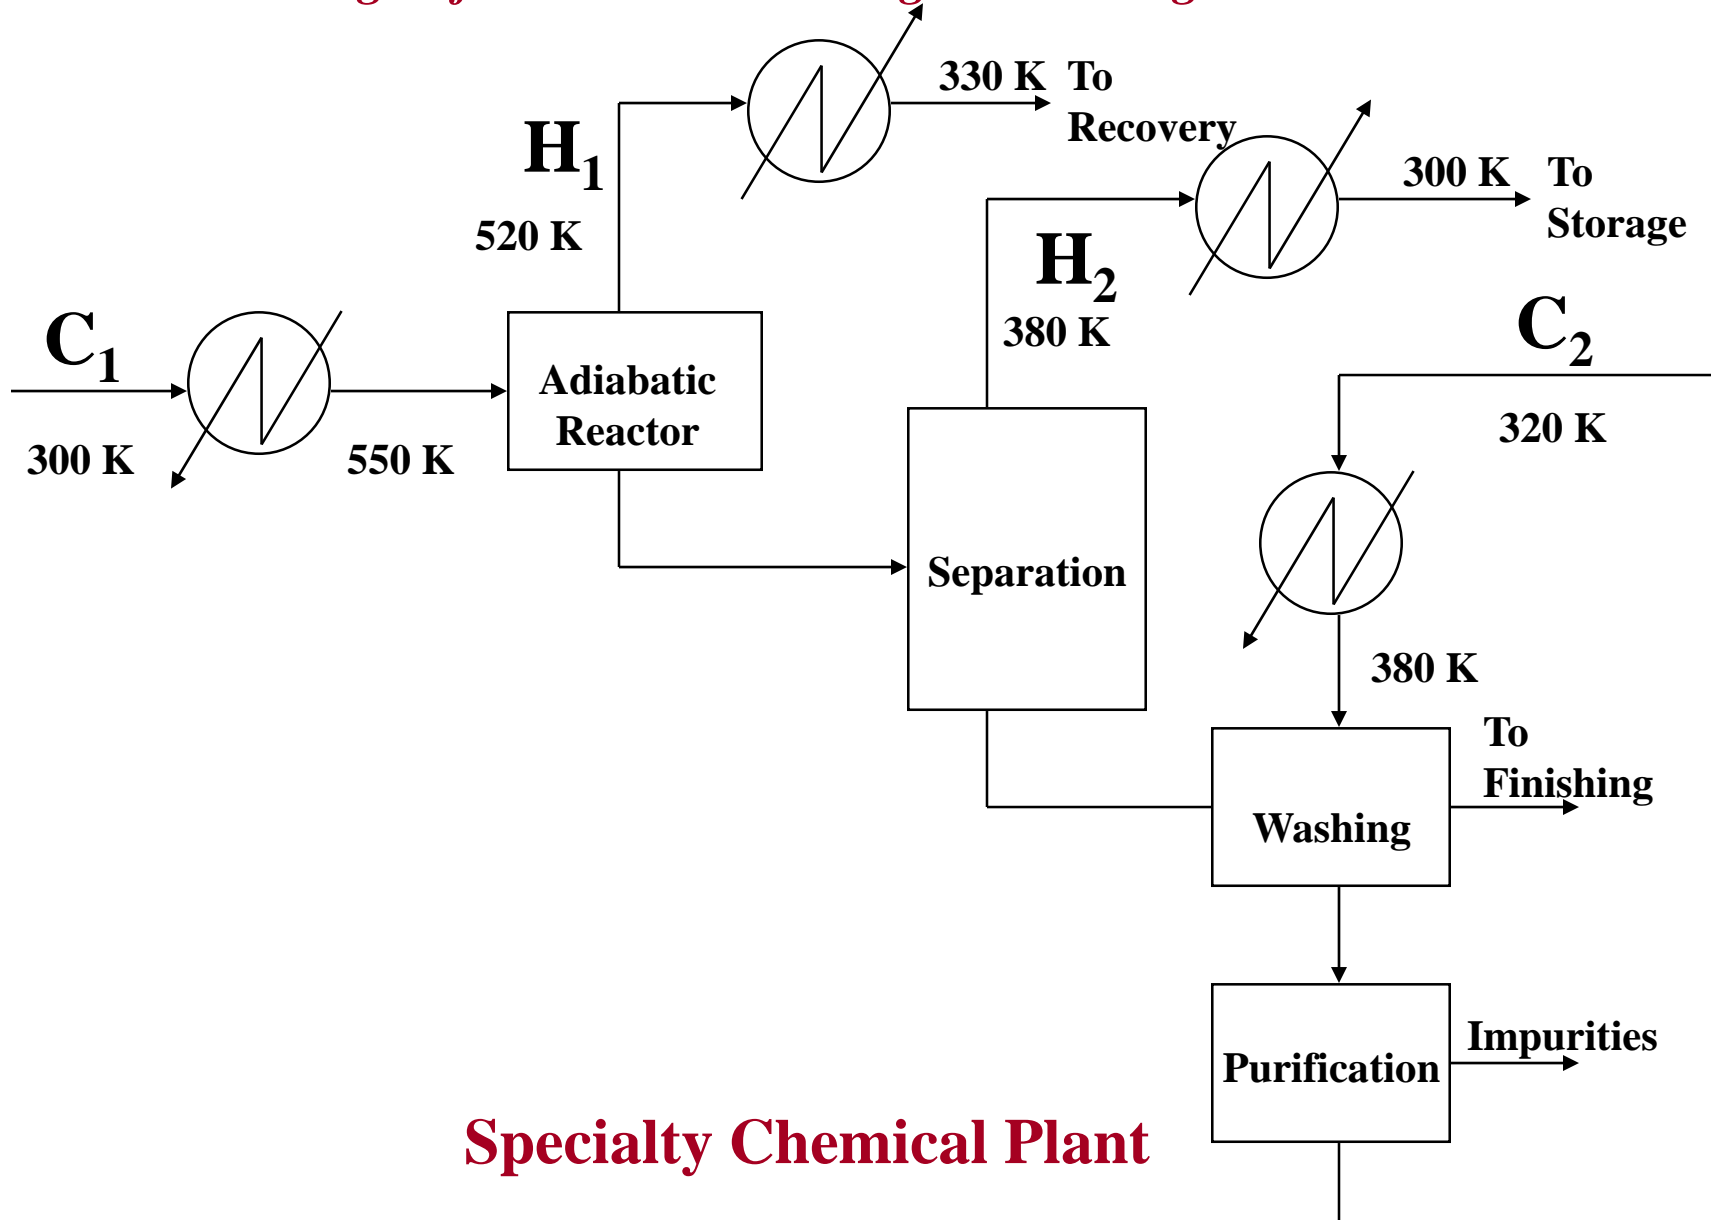 330 K To
Recovery
H1
520 K
300 K To
Storage
H2
380 K
C1
300 K
550 K
Adiabatic
Reactor
C2
320 K
Separation
380 K
To
Finishing
Washing
Impurities
Purification
Specialty Chemical Plant